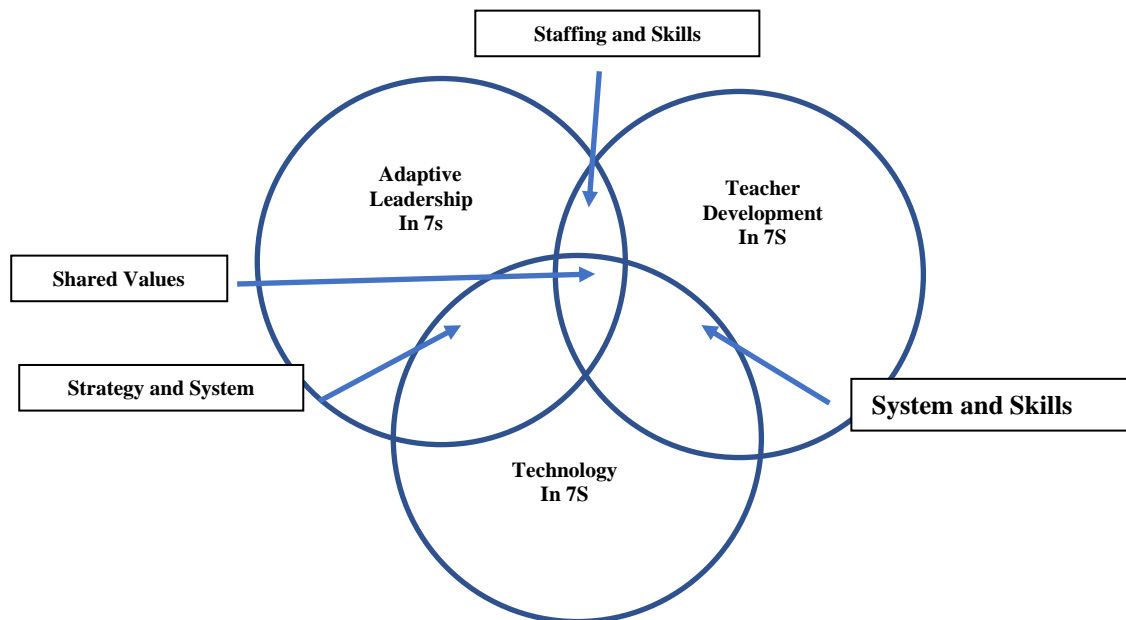 Staffing and Skills
Adaptive
Leadership
In 7s
Teacher
Development
In 7S
Shared Values
Strategy and System
System and Skills
Technology
In 7S